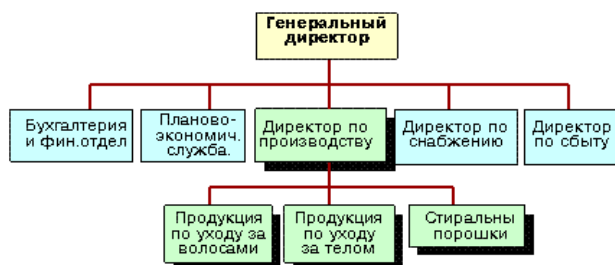 Генеральный
директор
Бухгалтерия
и фин.отдел
Планово-
экономич.
служба.
Директор по
производству
Директор по
снабжению
Директор
по сбыту
Продукция
по уходу за
волосами
Продукция
по уходу
за телом
Стиральны
порошки